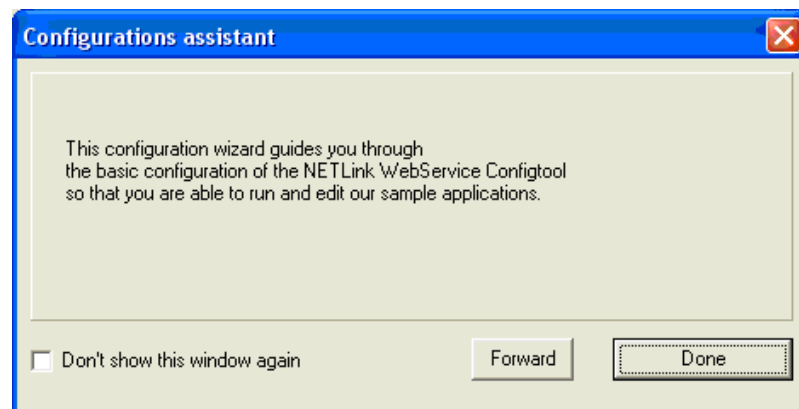 Configurations assistant
This configuration wizard guides you through
the basic configuration of the NETLink WebService Configtool
so that you are able to run and edit our sample applications.
Don't show this window again
Forward
Done